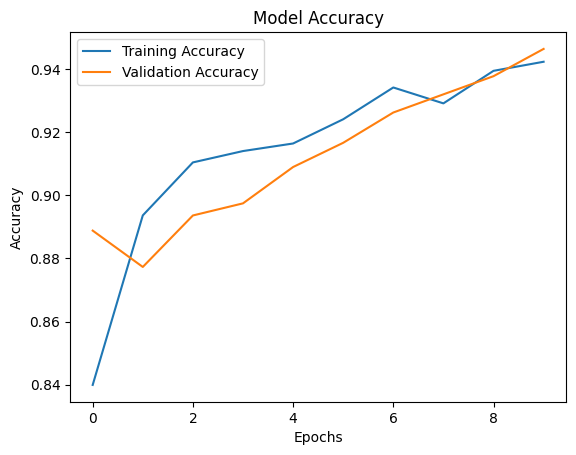 Model Accuracy
Training Accuracy
Validation Accuracy
0.94
0.92
0.90
0.88
0.86
0.84
Accuracy
0 2 4 6 8
Epochs